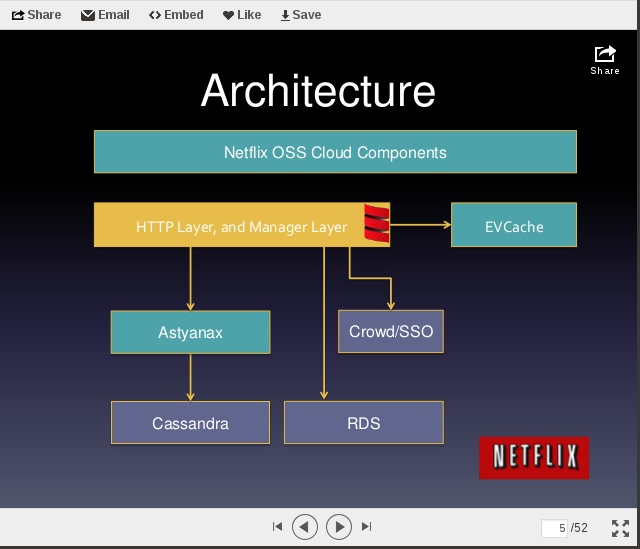 Share Email Embed Like Save
Share
Architecture
Netflix OSS Cloud Components
HTTP Layer, and Manager Layer
EVCache
Astyanax
Crowd/SSO
Cassandra
RDS
NETFLIX
5 /52